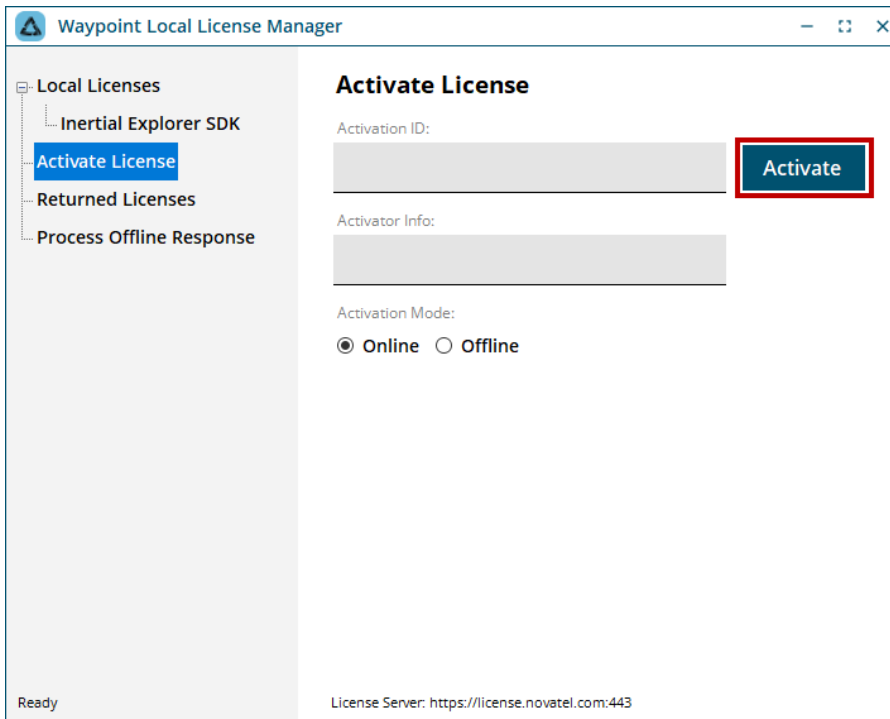 Waypoint Local License Manager
Local Licenses
Inertial Explorer SDK
Activate License
Returned Licenses
Process Offline Response
Activate License
Activation ID:
Activate
Activator Info:
Activation Mode:
Online Offline
Ready
License Server: https://license.novatel.com:443